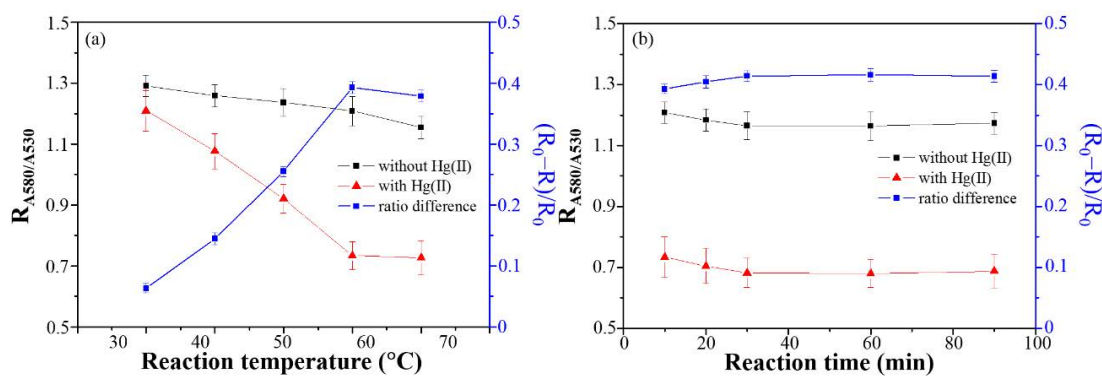 (a)
1.5
1.3
1.1
0.9
0.7
0.5
R_A580/A530
30
40
50
60
70
Reaction temperature (°C)
0.5
0.4
0.3
0.2
0.1
0
(R₀−R)/R₀
without Hg(II)
with Hg(II)
ratio difference
(b)
1.5
1.3
1.1
0.9
0.7
0.5
R_A580/A530
0
20
40
60
80
100
Reaction time (min)
0.5
0.4
0.3
0.2
0.1
0
(R₀−R)/R₀
without Hg(II)
with Hg(II)
ratio difference